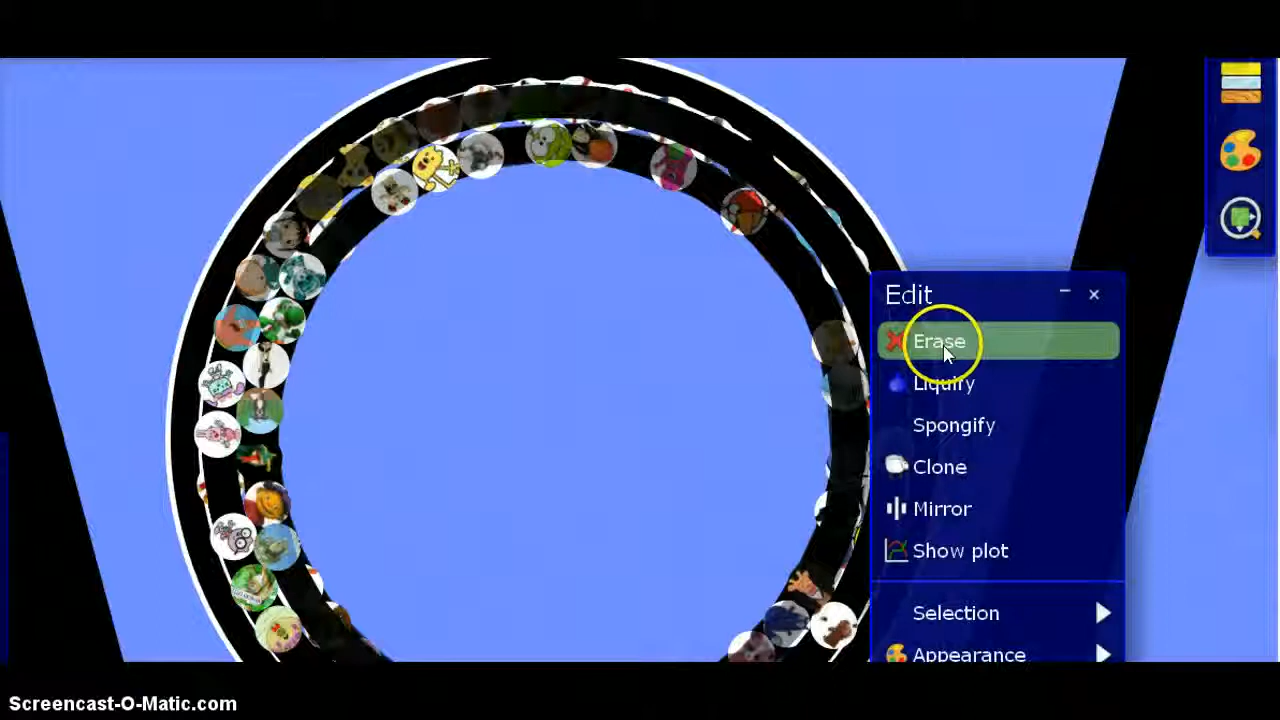 Edit
Erase
Liquify
Spongify
Clone
Mirror
Show plot
Selection
Appearance
Screencast-O-Matic.com